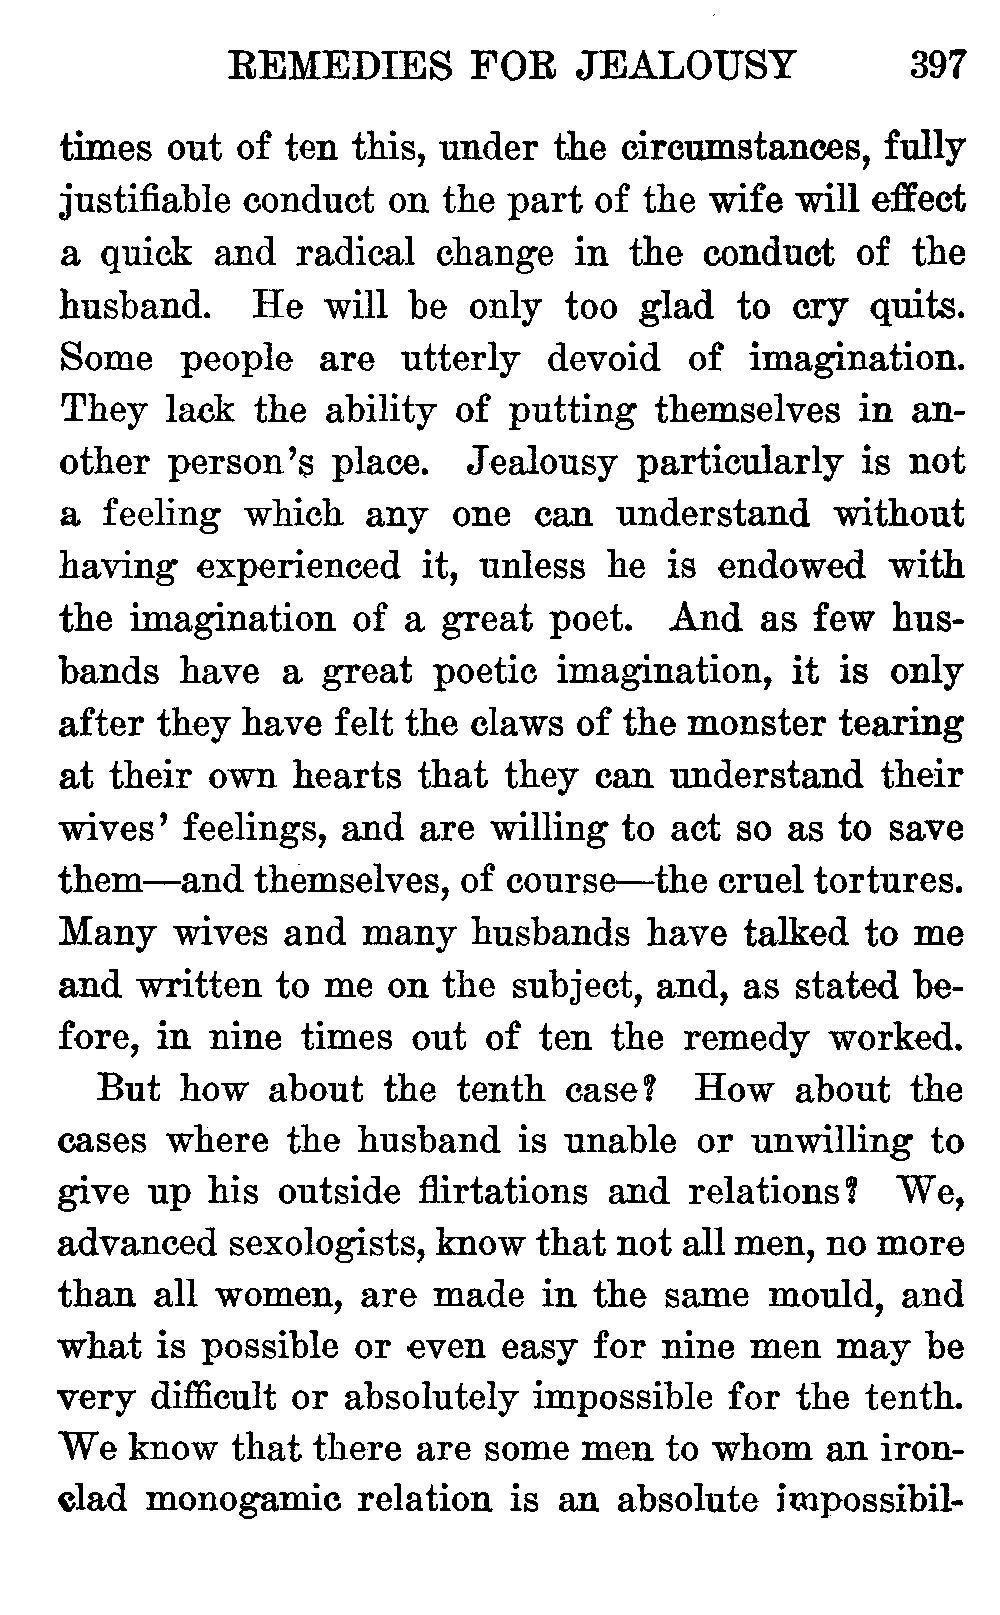 REMEDIES FOR JEALOUSY 397
times out of ten this, under the circumstances, fully
justifiable conduct on the part of the wife will effect
a quick and radical change in the conduct of the
husband. He will be only too glad to cry quits.
Some people are utterly devoid of imagination.
They lack the ability of putting themselves in an-
other person's place. Jealousy particularly is not
a feeling which any one can understand without
having experienced it, unless he is endowed with
the imagination of a great poet. And as few hus-
bands have a great poetic imagination, it is only
after they have felt the claws of the monster tearing
at their own hearts that they can understand their
wives' feelings, and are willing to act so as to save
them—and themselves, of course—the cruel tortures.
Many wives and many husbands have talked to me
and written to me on the subject, and, as stated be-
fore, in nine times out of ten the remedy worked.
But how about the tenth case? How about the
cases where the husband is unable or unwilling to
give up his outside flirtations and relations? We,
advanced sexologists, know that not all men, no more
than all women, are made in the same mould, and
what is possible or even easy for nine men may be
very difficult or absolutely impossible for the tenth.
We know that there are some men to whom an iron-
clad monogamic relation is an absolute impossibil-